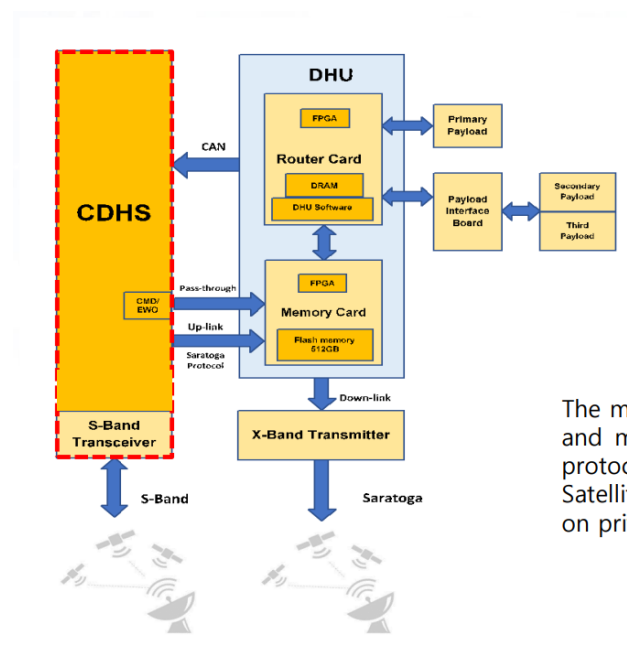 DHU
FPGA
Router Card
DRAM
DHU Software
Primary
Payload
CAN
CDHS
Payload
Interface
Board
Secondary
Payload
Third
Payload
CMD/
EWO
Pass-through
Up-link
Saratoga
Protocol
FPGA
Memory Card
Flash memory
512GB
Down-link
S-Band
Transceiver
X-Band Transmitter
S-Band
Saratoga
The m
and m
protoc
Satellit
on pri